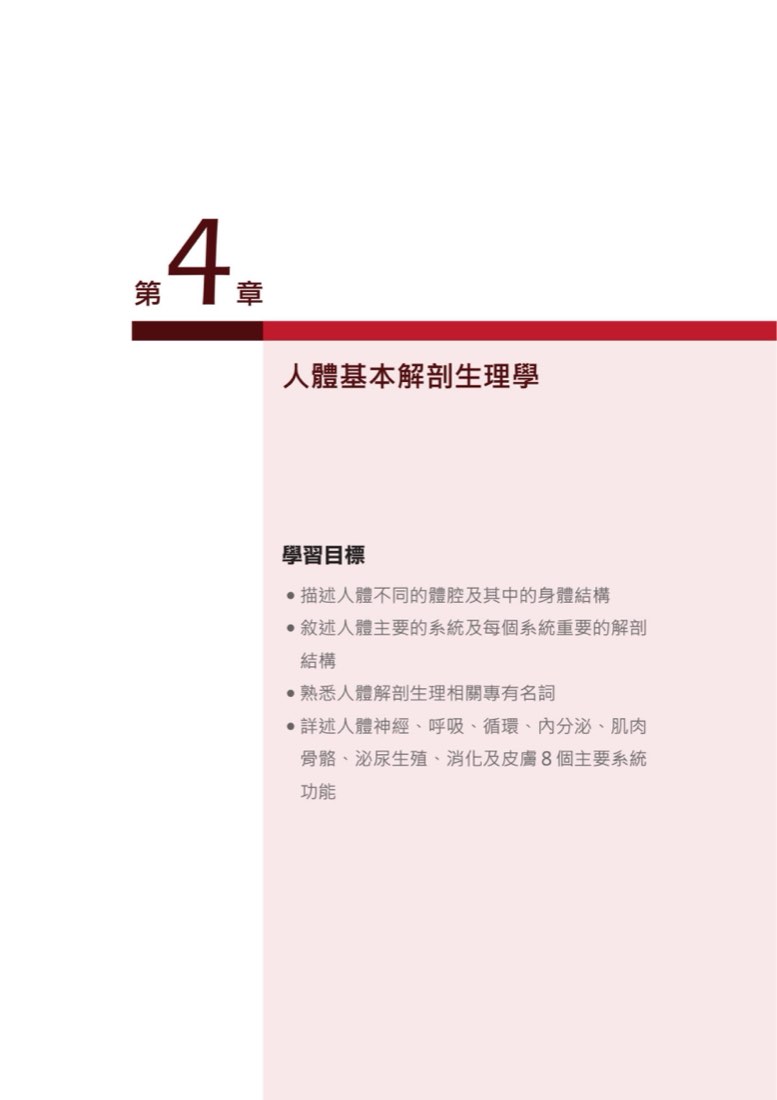 第4章
人體基本解剖生理學
學習目標
●描述人體不同的體腔及其中的身體結構
●敘述人體主要的系統及每個系統重要的解剖
結構
●熟悉人體解剖生理相關專有名詞
●詳述人體神經、呼吸、循環、內分泌、肌肉
骨骼、泌尿生殖、消化及皮膚8個主要系統
功能